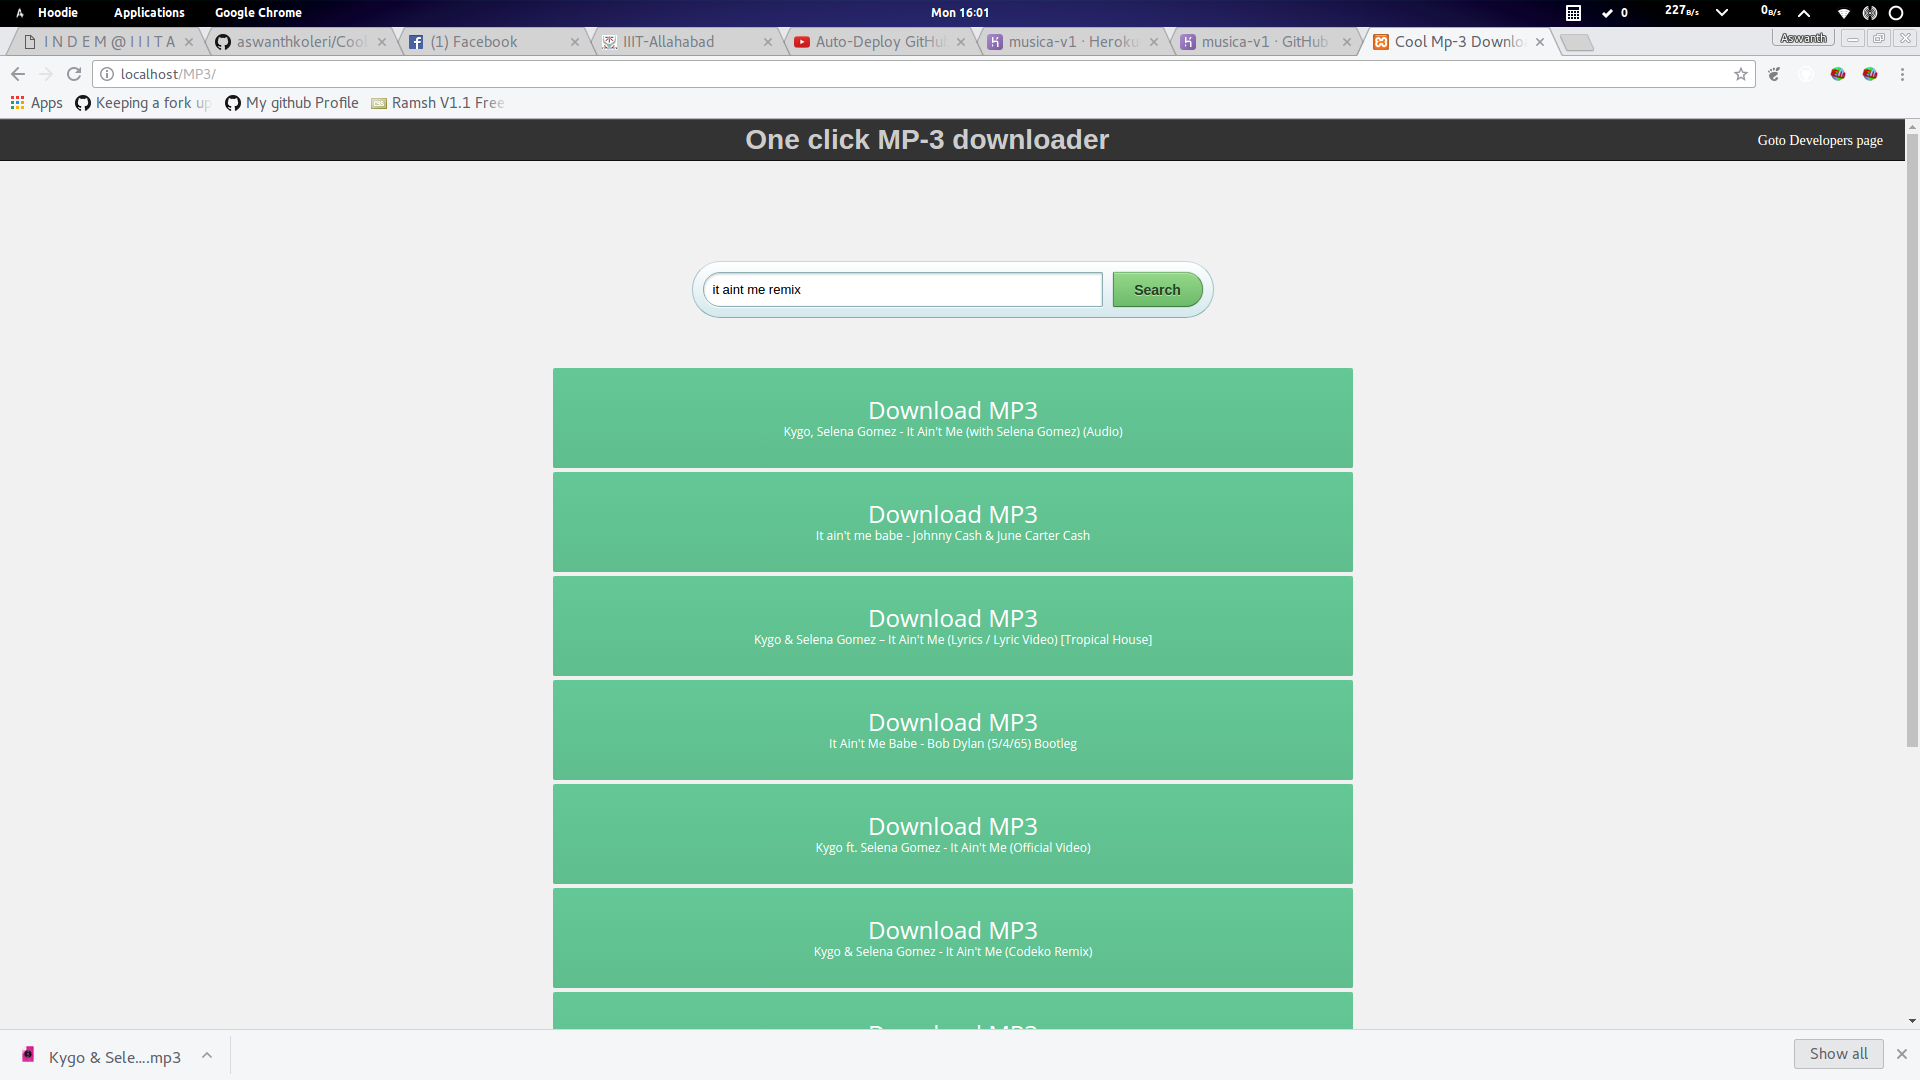 Hoodie Applications Google Chrome Mon 16:01 0 227B/s 0B/s
I N D E M @ I I I T A aswanthkoleri/Cool (1) Facebook IIIT-Allahabad Auto-Deploy GitHu musica-v1 · Heroku musica-v1 · GitHub Cool Mp-3 Downlo Aswanth
localhost/MP3/
Apps Keeping a fork up My github Profile Ramsh V1.1 Free
One click MP-3 downloader Goto Developers page
it aint me remix Search
Download MP3
Kygo, Selena Gomez - It Ain't Me (with Selena Gomez) (Audio)
Download MP3
It ain't me babe - Johnny Cash & June Carter Cash
Download MP3
Kygo & Selena Gomez – It Ain't Me (Lyrics / Lyric Video) [Tropical House]
Download MP3
It Ain't Me Babe - Bob Dylan (5/4/65) Bootleg
Download MP3
Kygo ft. Selena Gomez - It Ain't Me (Official Video)
Download MP3
Kygo & Selena Gomez - It Ain't Me (Codeko Remix)
Download MP3
Kygo & Sele....mp3 Show all